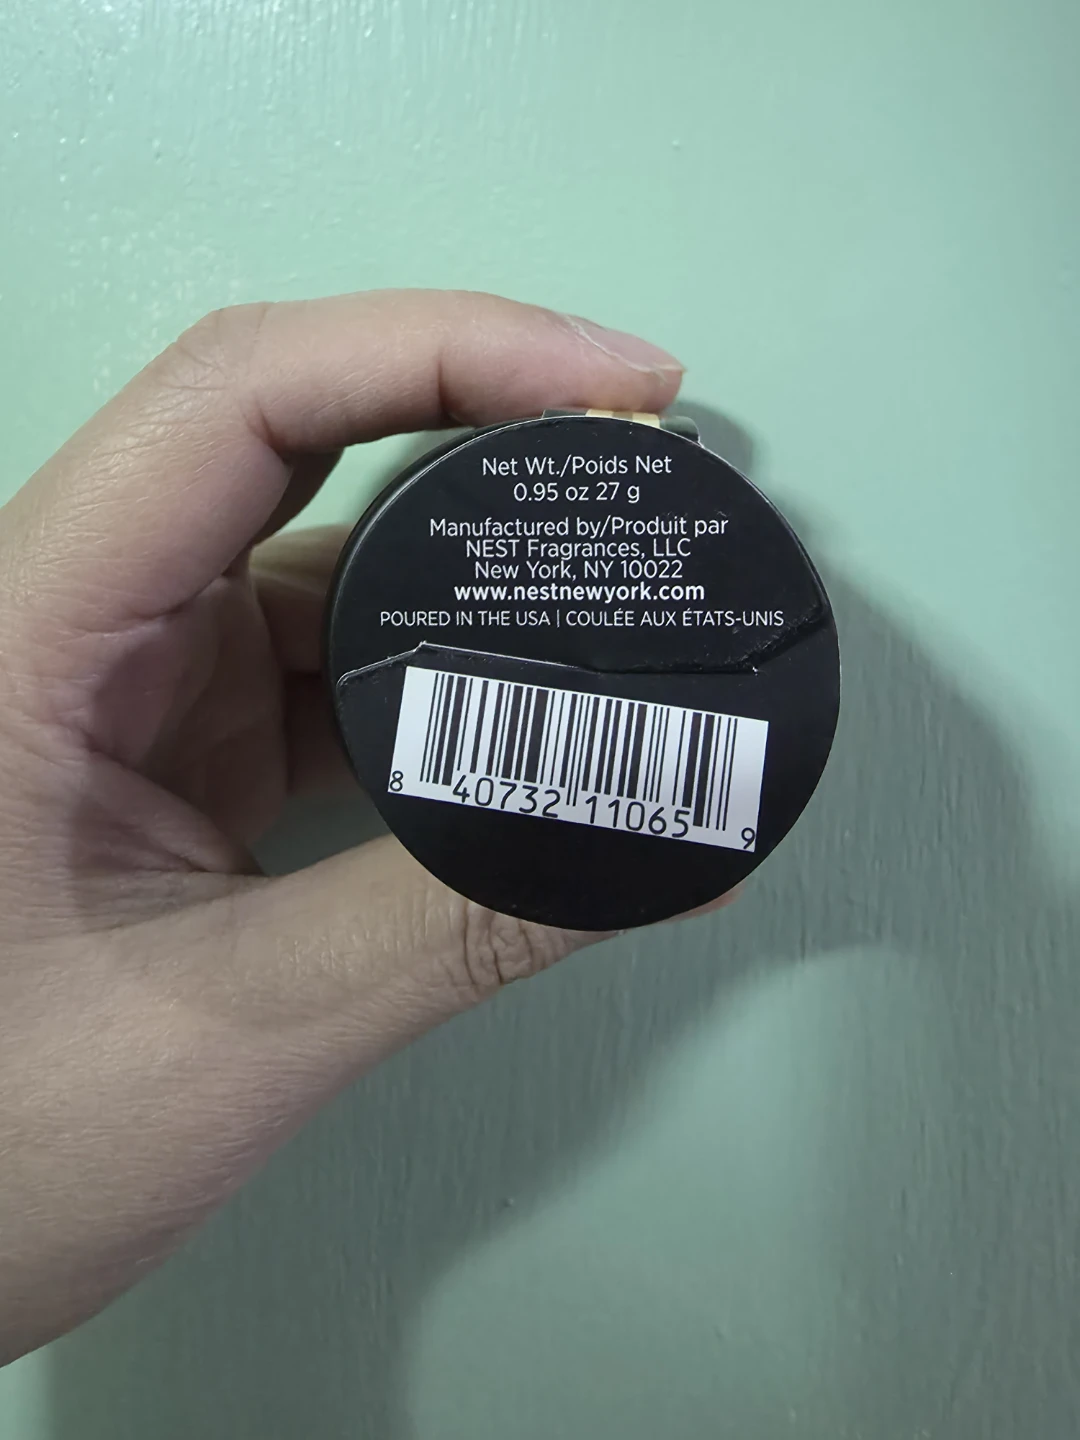 Net Wt./Poids Net
0.95 oz 27 g
Manufactured by/Produit par
NEST Fragrances, LLC
New York, NY 10022
www.nestnewyork.com
POURED IN THE USA | COULÉE AUX ÉTATS-UNIS
8 40732 11065 9